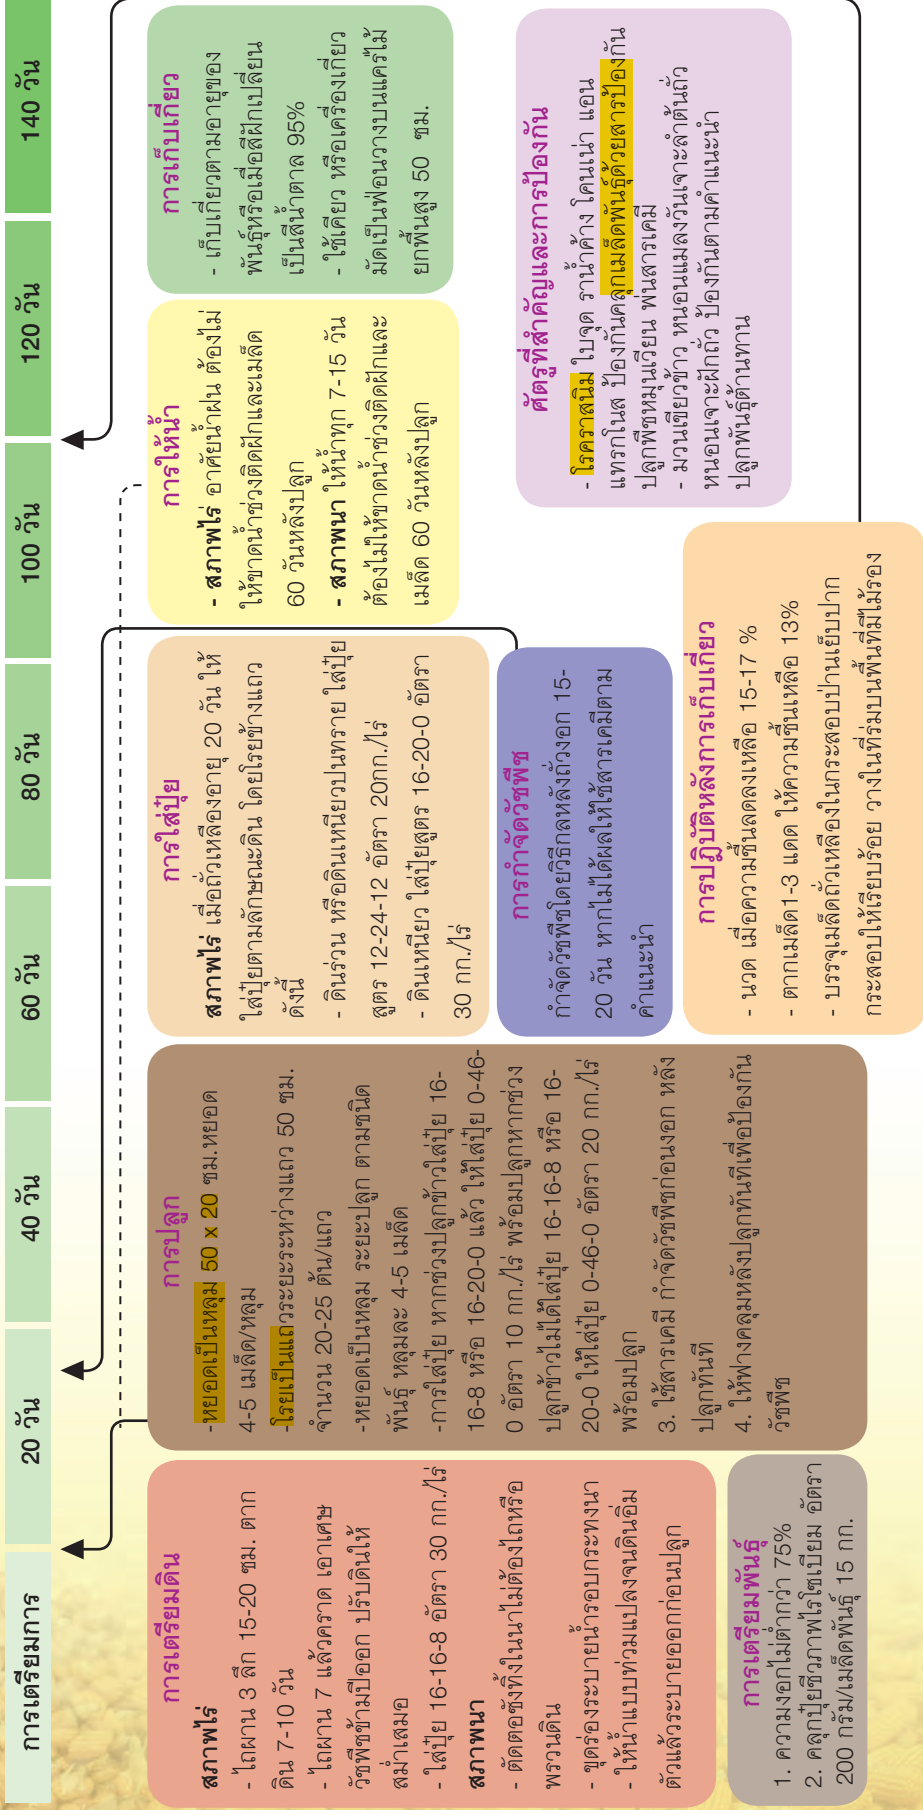 การเตรียมการ
20 วัน
40 วัน
60 วัน
80 วัน
100 วัน
120 วัน
140 วัน
การเตรียมดิน
สภาพไร่
- ไถผาน 3 ลึก 15-20 ซม. ตาก
ดิน 7-10 วัน
- ไถผาน 7 แล้วคราด เอาเศษ
วัชพืชข้ามปีออก ปรับดินให้
สม่ำเสมอ
- ใส่ปุ๋ย 16-16-8 อัตรา 30 กก./ไร่
สภาพนา
- ตัดตอซังทิ้งในนาไม่ต้องไถหรือ
พรวนดิน
- ขุดร่องระบายน้ำรอบกระทงนา
- ให้น้ำแบบท่วมแปลงจนดินอิ่ม
ตัวแล้วระบายออกก่อนปลูก
การเตรียมพันธุ์
1. ความงอกไม่ต่ำกว่า 75%
2. คลุกปุ๋ยชีวภาพไรโซเบียม อัตรา
200 กรัม/เมล็ดพันธุ์ 15 กก.
การปลูก
-หยอดเป็นหลุม 50 x 20 ซม.หยอด
4-5 เมล็ด/หลุม
-โรยเป็นแถวระยะระหว่างแถว 50 ซม.
จำนวน 20-25 ต้น/แถว
-หยอดเป็นหลุม ระยะปลูก ตามชนิด
พันธุ์ หลุมละ 4-5 เมล็ด
-การใส่ปุ๋ย หากช่วงปลูกข้าวใส่ปุ๋ย 16-
16-8 หรือ 16-20-0 แล้ว ให้ใส่ปุ๋ย 0-46-
0 อัตรา 10 กก./ไร่ พร้อมปลูกหากช่วง
ปลูกข้าวไม่ได้ใส่ปุ๋ย 16-16-8 หรือ 16-
20-0 ให้ใส่ปุ๋ย 0-46-0 อัตรา 20 กก./ไร่
พร้อมปลูก
3. ใช้สารเคมี กำจัดวัชพืชก่อนงอก หลัง
ปลูกทันที
4. ให้ฟางคลุมหลังปลูกทันทีเพื่อป้องกัน
วัชพืช
การใส่ปุ๋ย
สภาพไร่ เมื่อถั่วเหลืองอายุ 20 วัน ให้
ใส่ปุ๋ยตามลักษณะดิน โดยโรยข้างแถว
ดังนี้
- ดินร่วน หรือดินเหนียวปนทราย ใส่ปุ๋ย
สูตร 12-24-12 อัตรา 20กก./ไร่
- ดินเหนียว ใส่ปุ๋ยสูตร 16-20-0 อัตรา
30 กก./ไร่
การกำจัดวัชพืช
กำจัดวัชพืชโดยวิธีกลหลังถั่วงอก 15-
20 วัน หากไม่ได้ผลให้ใช้สารเคมีตาม
คำแนะนำ
การให้น้ำ
- สภาพไร่ อาศัยน้ำฝน ต้องไม่
ให้ขาดน้ำช่วงติดฝักและเมล็ด
60 วันหลังปลูก
- สภาพนา ให้น้ำทุก 7-15 วัน
ต้องไม่ให้ขาดน้ำช่วงติดฝักและ
เมล็ด 60 วันหลังปลูก
การเก็บเกี่ยว
- เก็บเกี่ยวตามอายุของ
พันธุ์หรือเมื่อสีฝักเปลี่ยน
เป็นสีน้ำตาล 95%
- ใช้เคียว หรือเครื่องเกี่ยว
มัดเป็นฟ่อนวางบนแคร่ไม้
ยกพื้นสูง 50 ซม.
การปฏิบัติหลังการเก็บเกี่ยว
- นวด เมื่อความชื้นลดลงเหลือ 15-17 %
- ตากเมล็ด1-3 แดด ให้ความชื้นเหลือ 13%
- บรรจุเมล็ดถั่วเหลืองในกระสอบป่านเย็บปาก
กระสอบให้เรียบร้อย วางในที่ร่มบนพื้นที่มีไม้รอง
ศัตรูที่สำคัญและการป้องกัน
- โรคราสนิม ใบจุด ราน้ำค้าง โคนเน่า แอน
แทรกโนส ป้องกันคลุกเมล็ดพันธุ์ด้วยสารป้องกัน
ปลูกพืชหมุนเวียน พ่นสารเคมี
- มวนเขียวข้าว หนอนแมลงวันเจาะลำต้นถั่ว
หนอนเจาะฝักถั่ว ป้องกันตามคำแนะนำ
ปลูกพันธุ์ต้านทาน